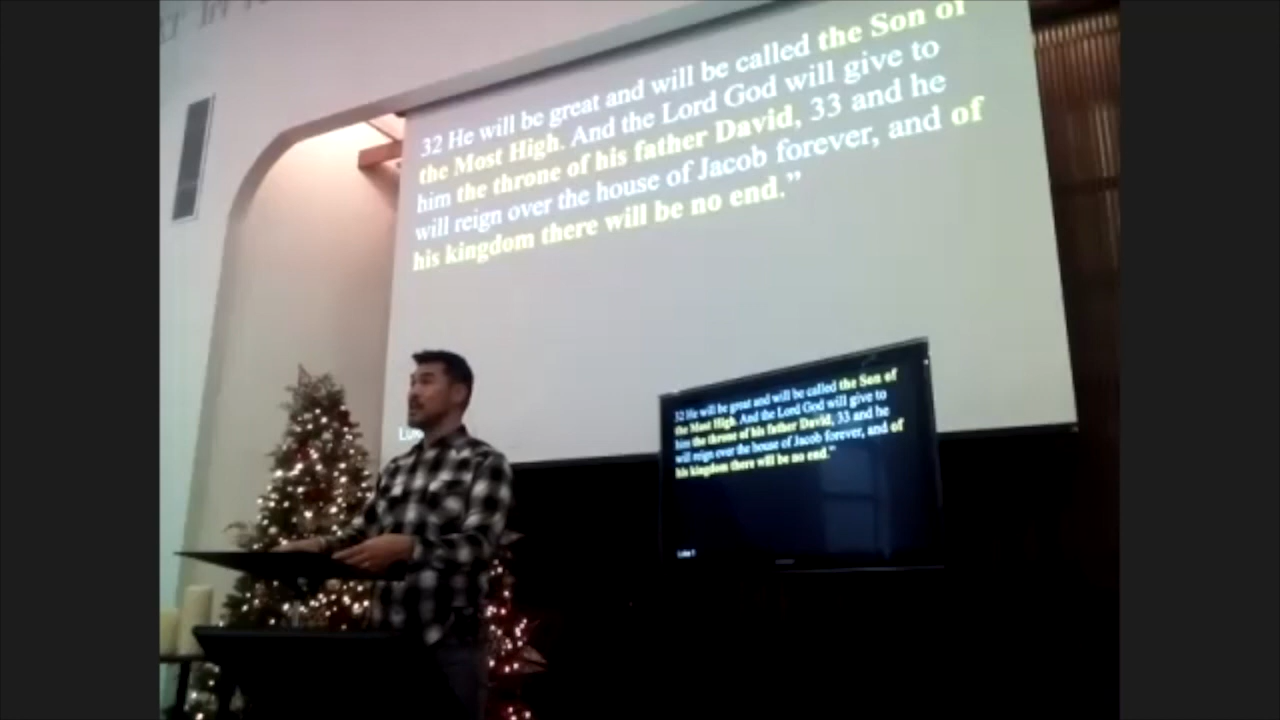 32 He will be great and will be called the Son of
the Most High. And the Lord God will give to
him the throne of his father David, 33 and he
will reign over the house of Jacob forever, and of
his kingdom there will be no end.”
32 He will be great and will be called the Son of
the Most High. And the Lord God will give to
him the throne of his father David, 33 and he
will reign over the house of Jacob forever, and of
his kingdom there will be no end.”
Luke 1